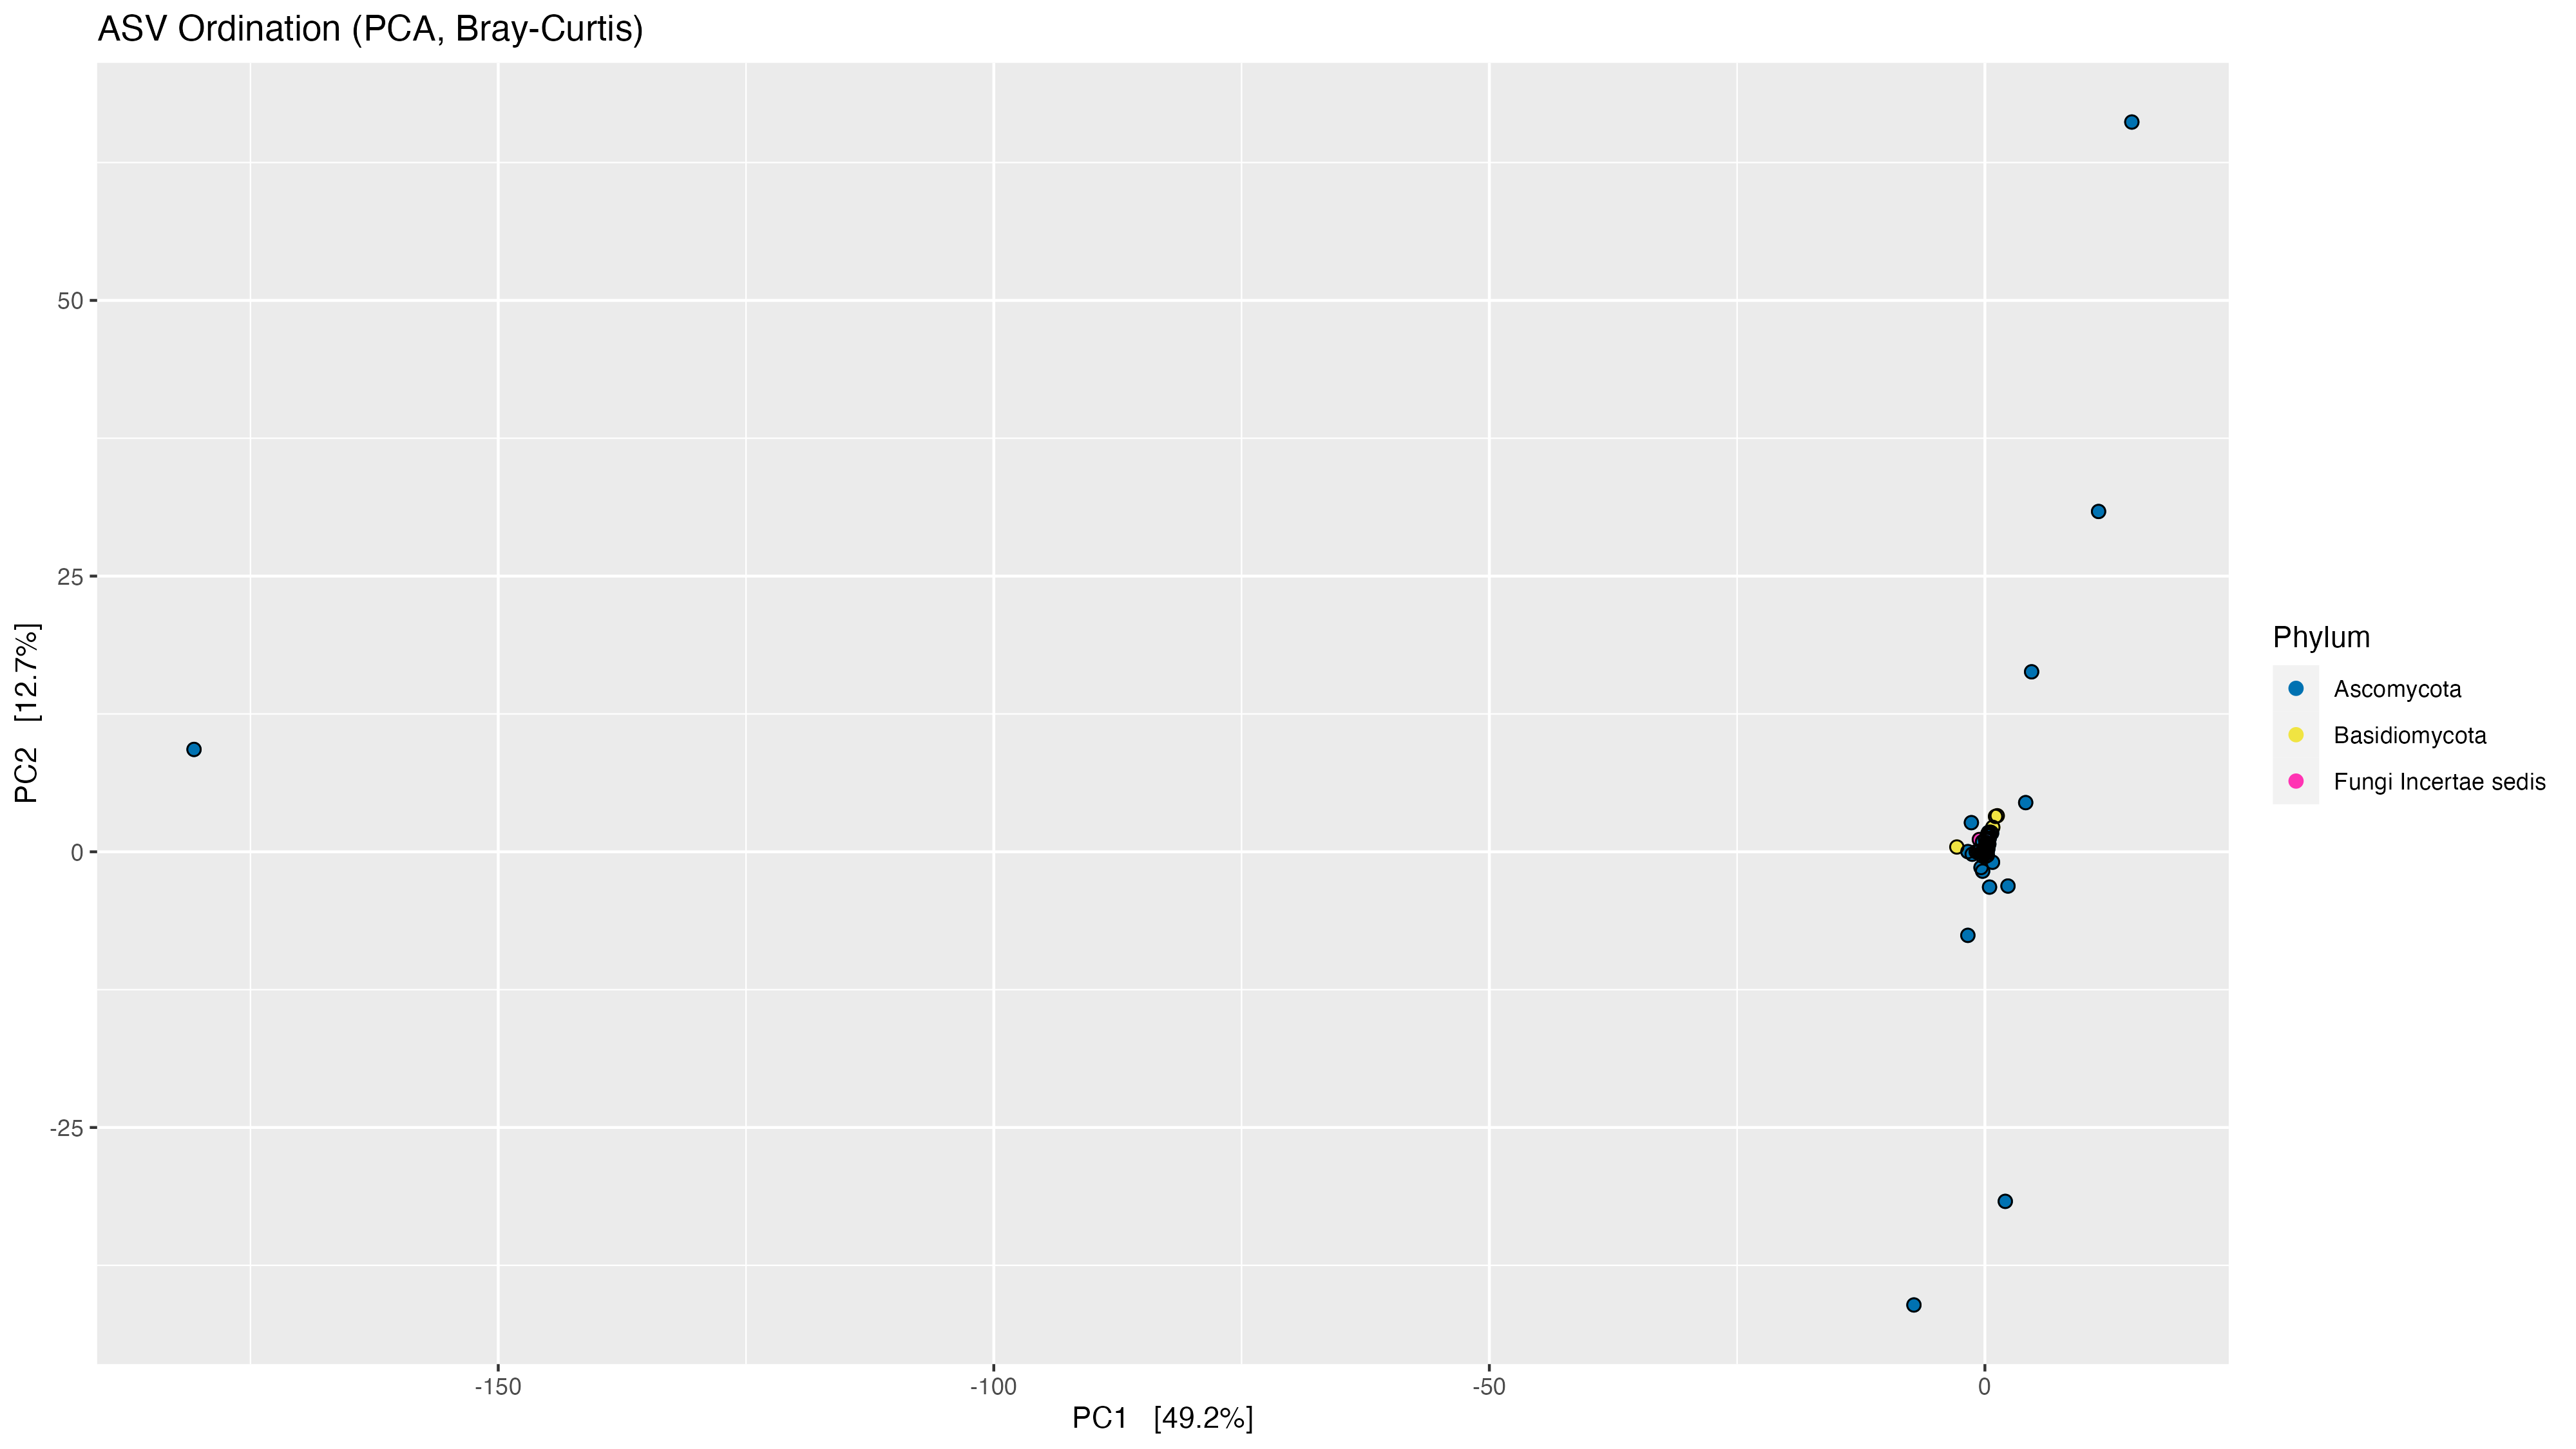 ASV Ordination (PCA, Bray-Curtis)
50
25
0
-25
PC2 [12.7%]
-150
-100
-50
0
PC1 [49.2%]
Phylum
Ascomycota
Basidiomycota
Fungi Incertae sedis